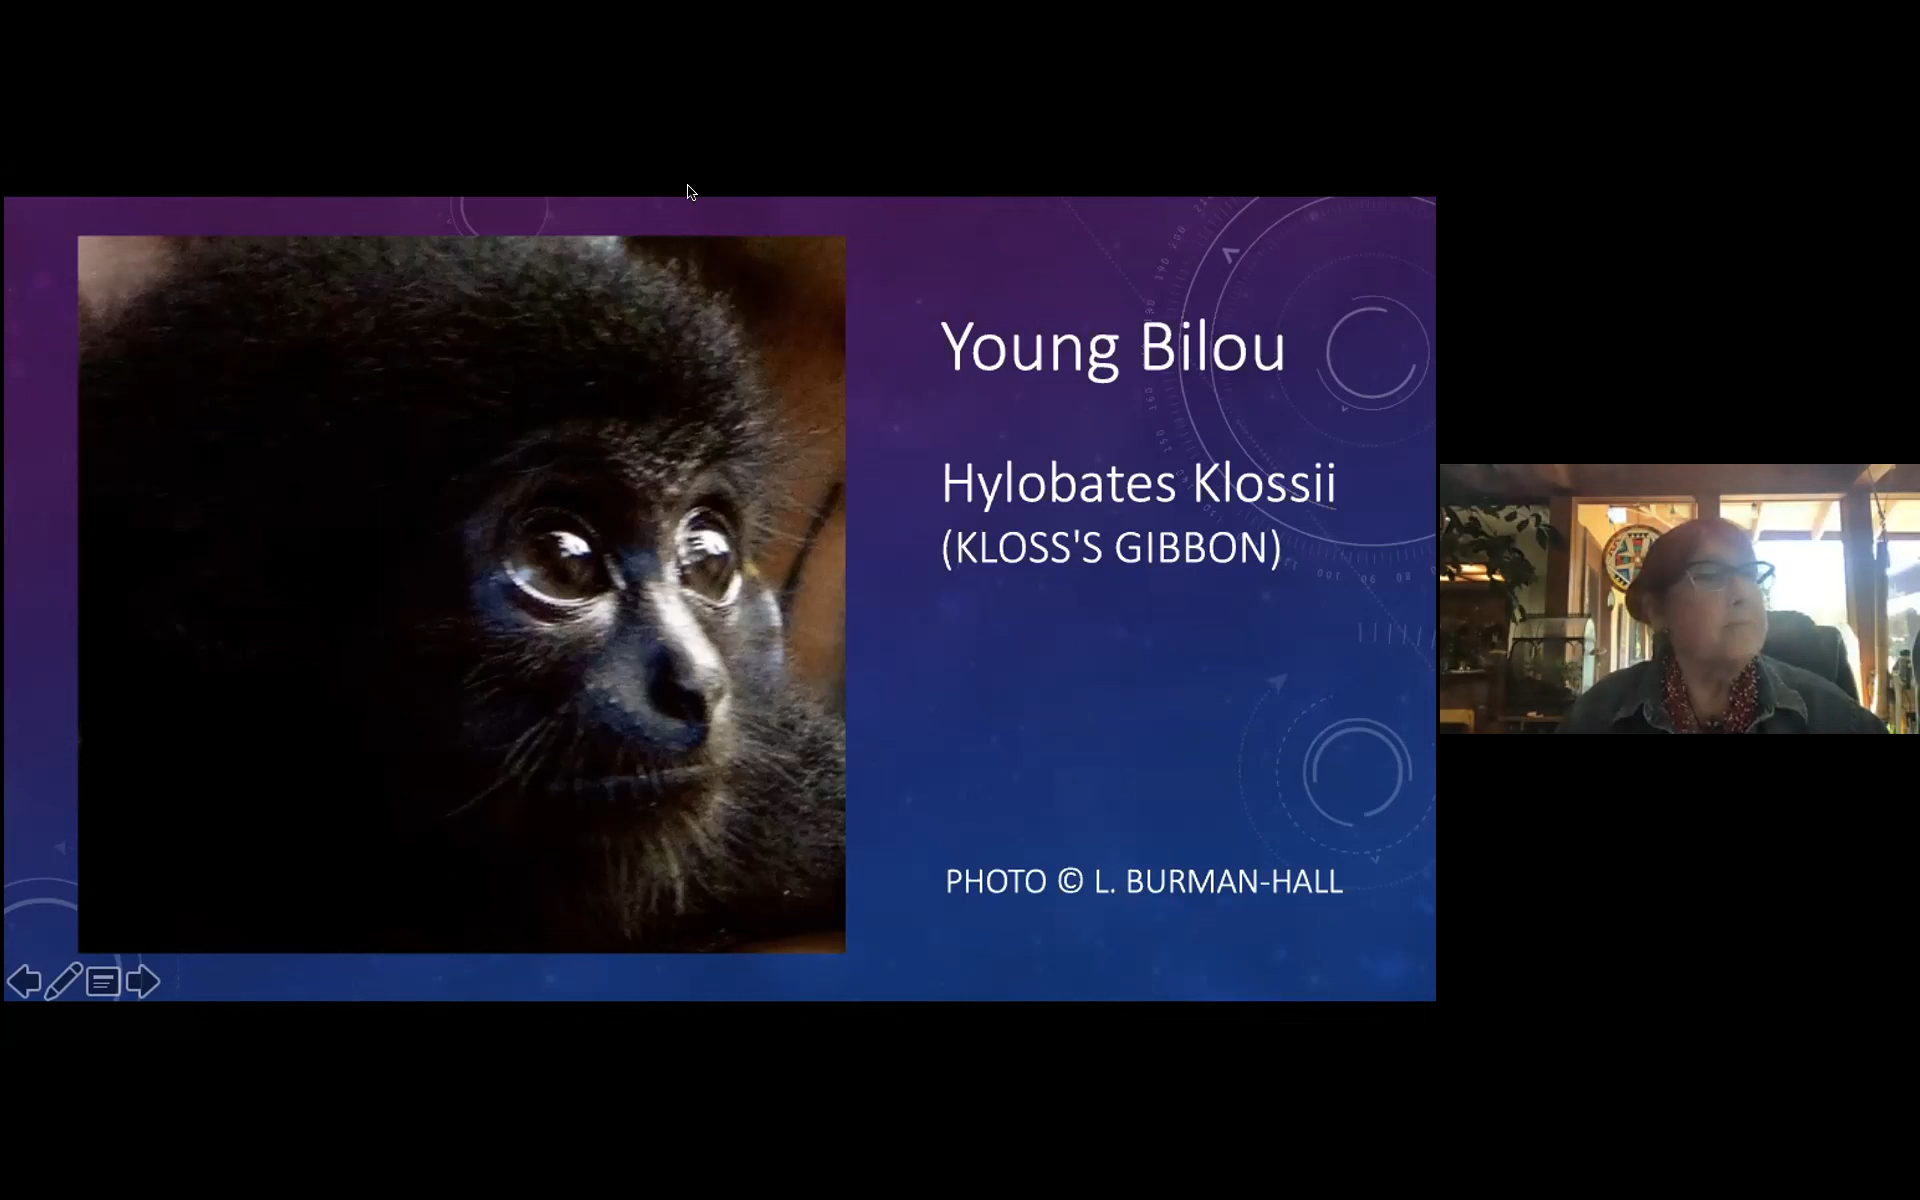 Young Bilou
Hylobates Klossii
(KLOSS'S GIBBON)
PHOTO © L. BURMAN-HALL